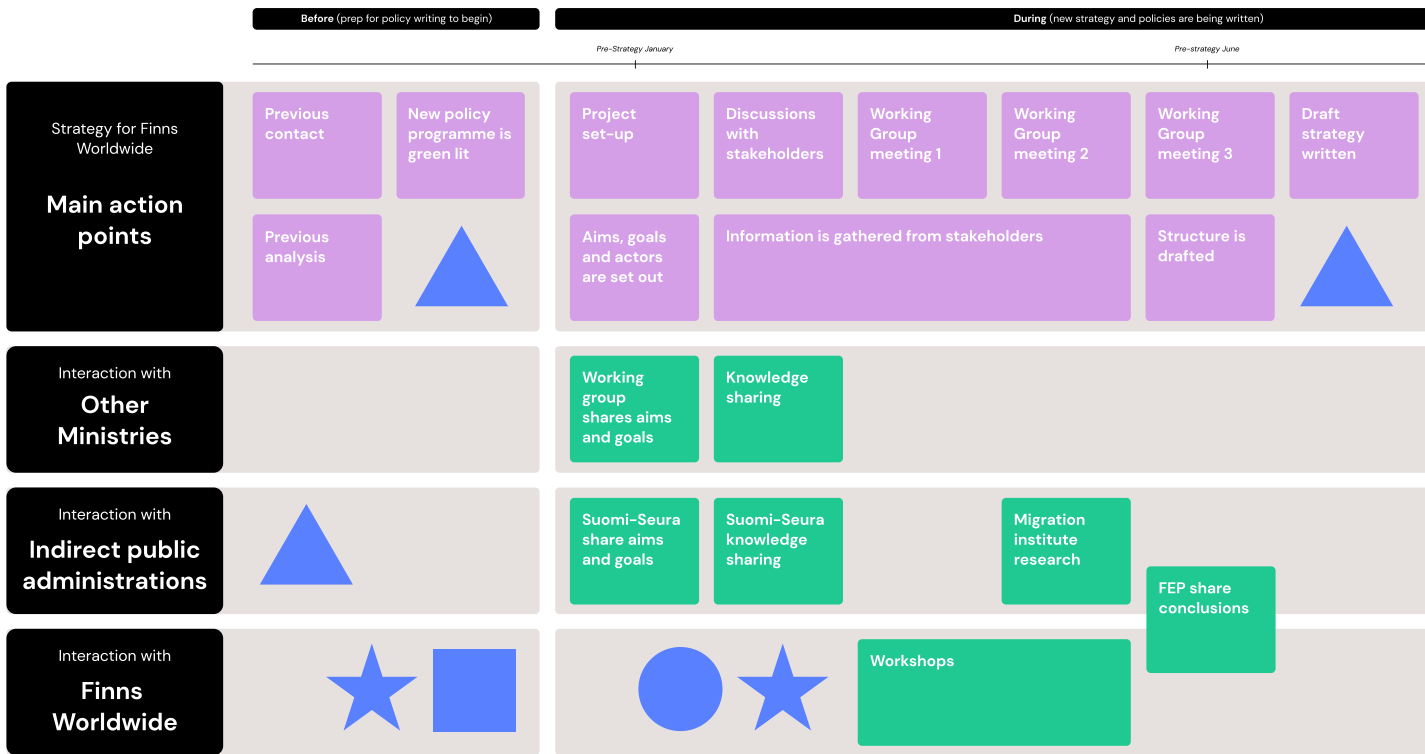 Before (prep for policy writing to begin)
During (new strategy and policies are being written)
Pre-Strategy January
Pre-strategy June
Strategy for Finns
Worldwide
Main action
points
Previous
contact
New policy
programme is
green lit
Project
set-up
Discussions
with
stakeholders
Working
Group
meeting 1
Working
Group
meeting 2
Working
Group
meeting 3
Draft
strategy
written
Previous
analysis
Aims, goals
and actors
are set out
Information is gathered from stakeholders
Structure is
drafted
Interaction with
Other
Ministries
Working
group
shares aims
and goals
Knowledge
sharing
Interaction with
Indirect public
administrations
Suomi-Seura
share aims
and goals
Suomi-Seura
knowledge
sharing
Migration
institute
research
FEP share
conclusions
Interaction with
Finns
Worldwide
Workshops